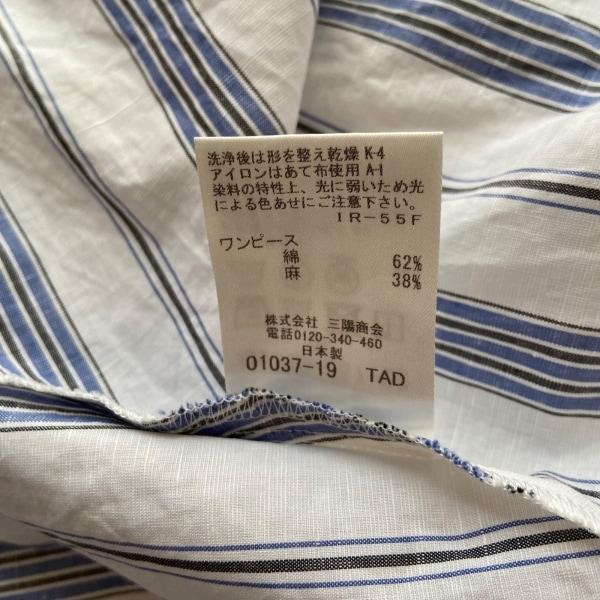 洗浄後は形を整え乾燥 K-4
アイロンはあて布使用 A-1
染料の特性上、光に弱いため光
による色あせにご注意下さい。
IR-55F
ワンピース
綿 62%
麻 38%
株式会社 三陽商会
電話0120-340-460
日本製
01037-19 TAD